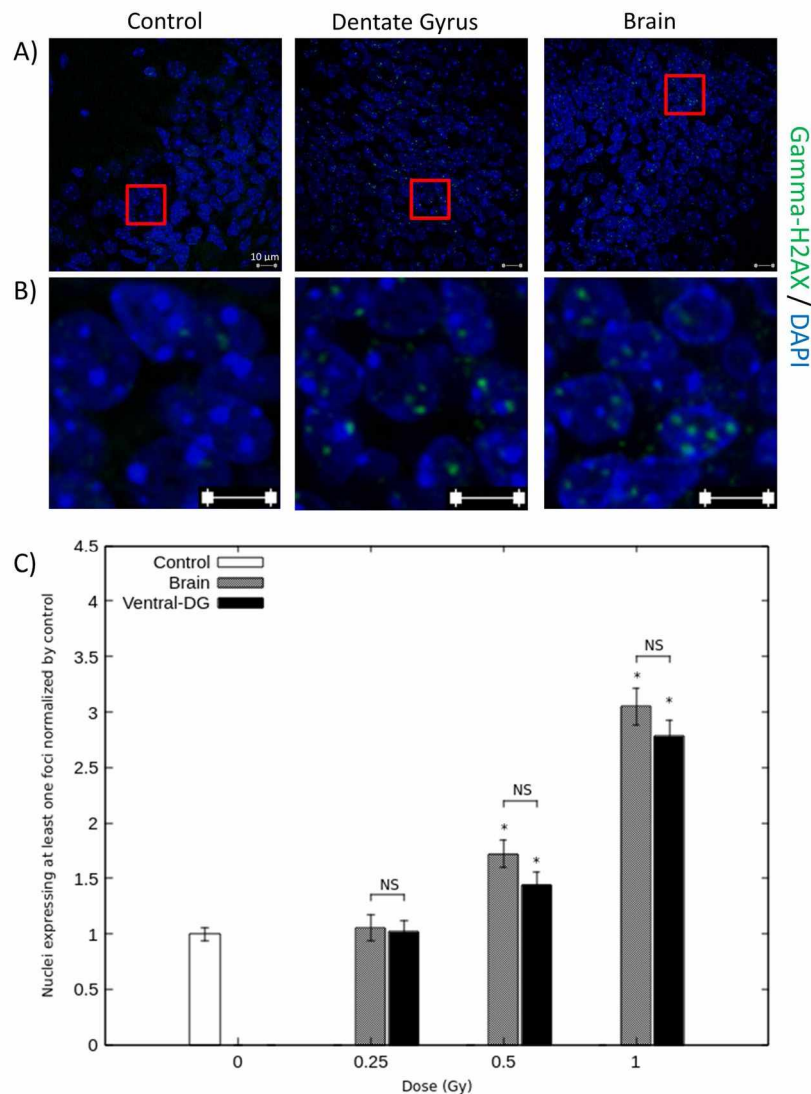 Control Dentate Gyrus Brain
A)
10 µm
B)
Gamma-H2AX / DAPI
C)
Control
Brain
Ventral-DG
Nuclei expressing at least one foci normalized by control
4.5
4
3.5
3
2.5
2
1.5
1
0.5
0
NS
*
*
NS
*
*
NS
0 0.25 0.5 1
Dose (Gy)